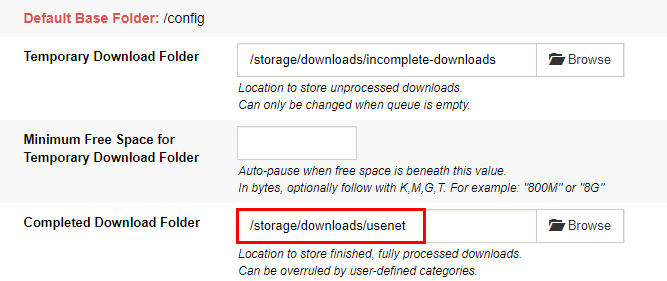 Default Base Folder: /config
Temporary Download Folder
/storage/downloads/incomplete-downloads
Browse
Location to store unprocessed downloads.
Can only be changed when queue is empty.
Minimum Free Space for
Temporary Download Folder
Auto-pause when free space is beneath this value.
In bytes, optionally follow with K,M,G,T. For example: "800M" or "8G"
Completed Download Folder
/storage/downloads/usenet
Browse
Location to store finished, fully processed downloads.
Can be overruled by user-defined categories.